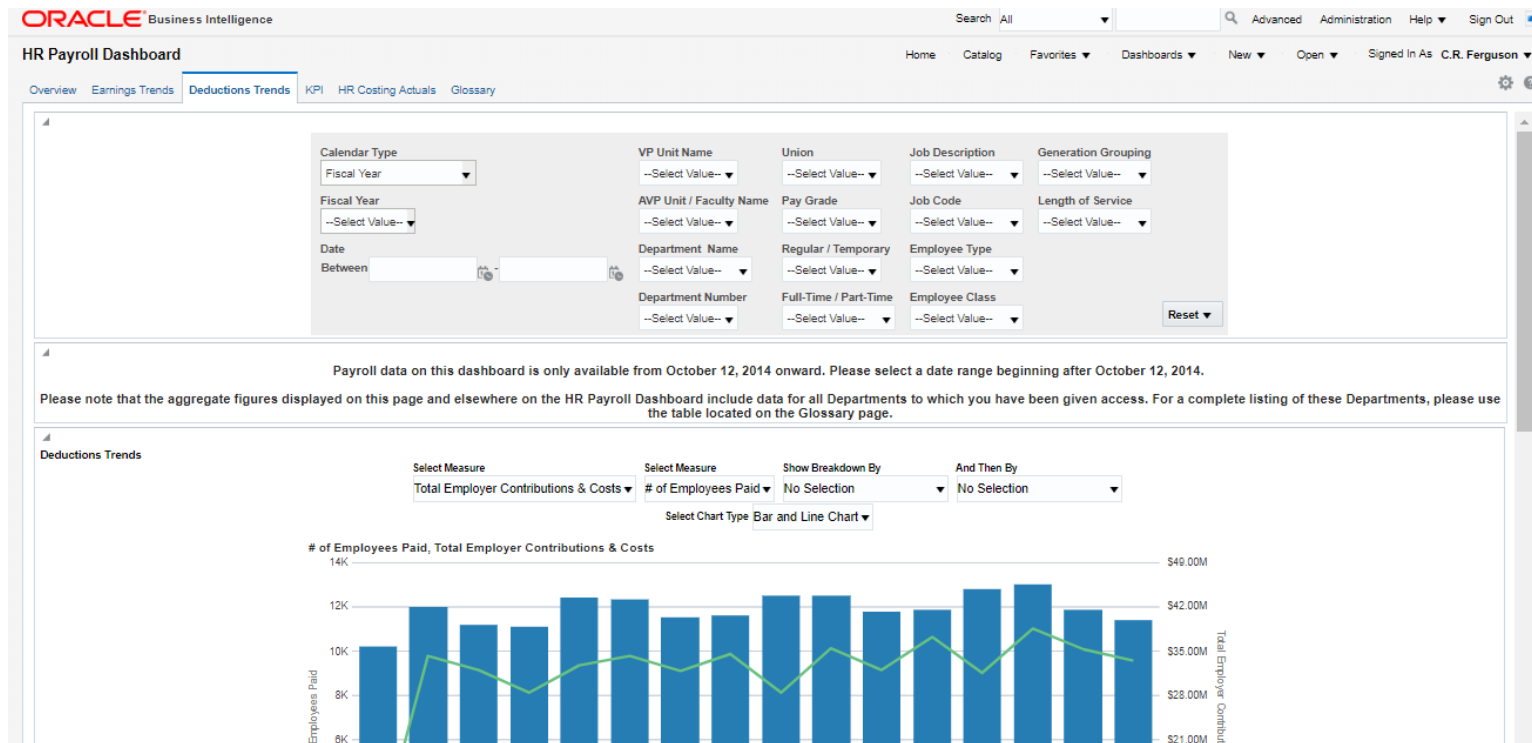 ORACLE Business Intelligence
Search All Advanced Administration Help Sign Out
HR Payroll Dashboard
Home Catalog Favorites Dashboards New Open Signed In As C.R. Ferguson
Overview Earnings Trends Deductions Trends KPI HR Costing Actuals Glossary
Calendar Type VP Unit Name Union Job Description Generation Grouping
Fiscal Year --Select Value-- --Select Value-- --Select Value-- --Select Value--
Fiscal Year AVP Unit / Faculty Name Pay Grade Job Code Length of Service
--Select Value-- --Select Value-- --Select Value-- --Select Value-- --Select Value--
Date Department Name Regular / Temporary Employee Type
Between - --Select Value-- --Select Value-- --Select Value--
Department Number Full-Time / Part-Time Employee Class
--Select Value-- --Select Value-- --Select Value-- Reset
Payroll data on this dashboard is only available from October 12, 2014 onward. Please select a date range beginning after October 12, 2014.
Please note that the aggregate figures displayed on this page and elsewhere on the HR Payroll Dashboard include data for all Departments to which you have been given access. For a complete listing of these Departments, please use
the table located on the Glossary page.
Deductions Trends
Select Measure Select Measure Show Breakdown By And Then By
Total Employer Contributions & Costs # of Employees Paid No Selection No Selection
Select Chart Type Bar and Line Chart
# of Employees Paid, Total Employer Contributions & Costs
14K $49.00M
12K $42.00M
10K $35.00M
8K $28.00M
6K $21.00M
Employees Paid
Total Employer